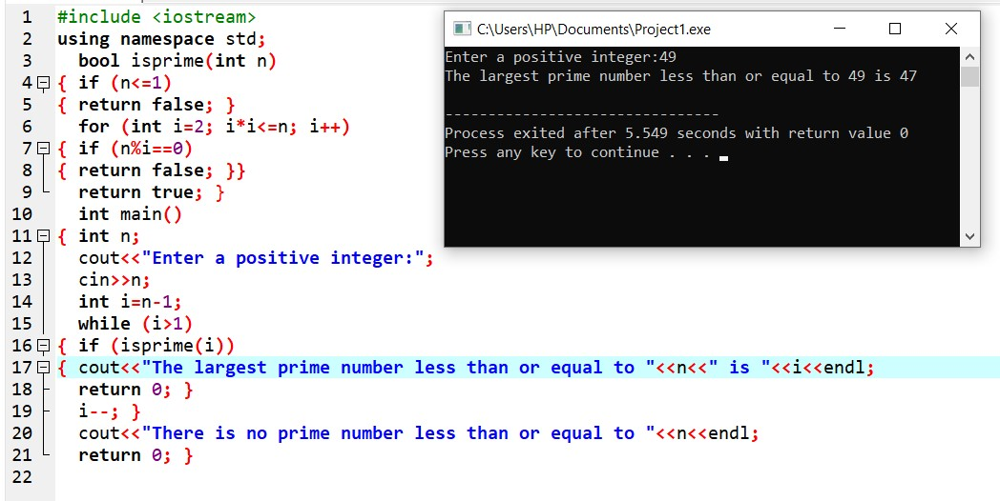 1 #include <iostream>
2 using namespace std;
3 bool isprime(int n)
4 { if (n<=1)
5 { return false; }
6 for (int i=2; i*i<=n; i++)
7 { if (n%i==0)
8 { return false; }}
9 return true; }
10 int main()
11 { int n;
12 cout<<"Enter a positive integer:";
13 cin>>n;
14 int i=n-1;
15 while (i>1)
16 { if (isprime(i))
17 { cout<<"The largest prime number less than or equal to "<<n<<" is "<<i<<endl;
18 return 0; }
19 i--; }
20 cout<<"There is no prime number less than or equal to "<<n<<endl;
21 return 0; }
22
C:\Users\HP\Documents\Project1.exe
Enter a positive integer:49
The largest prime number less than or equal to 49 is 47
--------------------------------
Process exited after 5.549 seconds with return value 0
Press any key to continue . . .